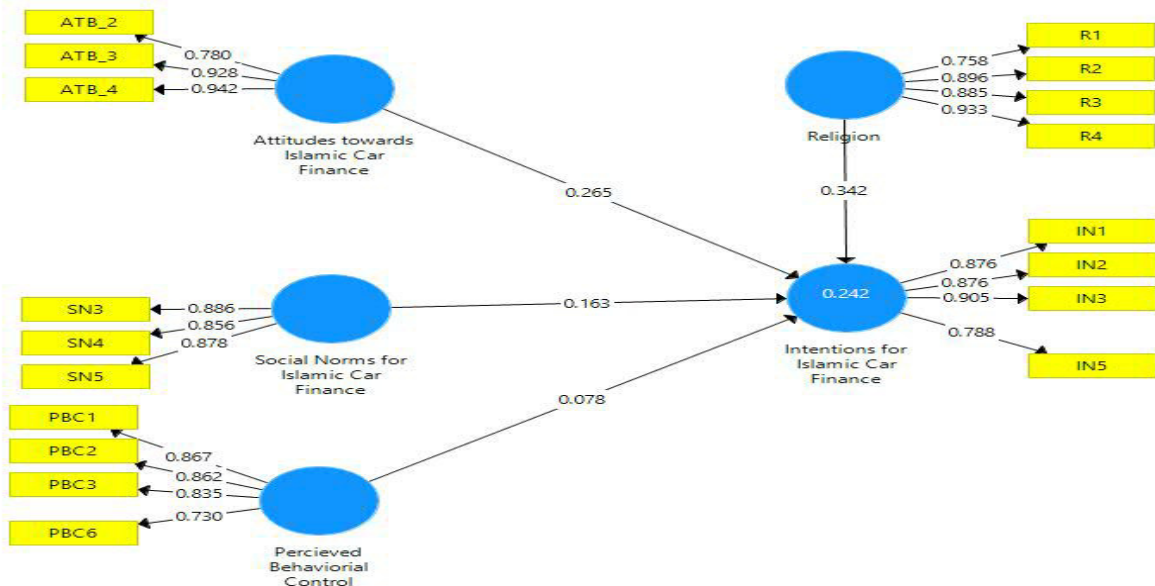 ATB_2
ATB_3
ATB_4
0.780
0.928
0.942
Attitudes towards
Islamic Car
Finance
R1
R2
R3
R4
0.758
0.896
0.885
0.933
Religion
0.265
0.342
SN3
SN4
SN5
0.886
0.856
0.878
Social Norms for
Islamic Car
Finance
0.163
0.242
Intentions for
Islamic Car
Finance
IN1
IN2
IN3
IN5
0.876
0.876
0.905
0.788
0.078
PBC1
PBC2
PBC3
PBC6
0.867
0.862
0.835
0.730
Percieved
Behaviorial
Control